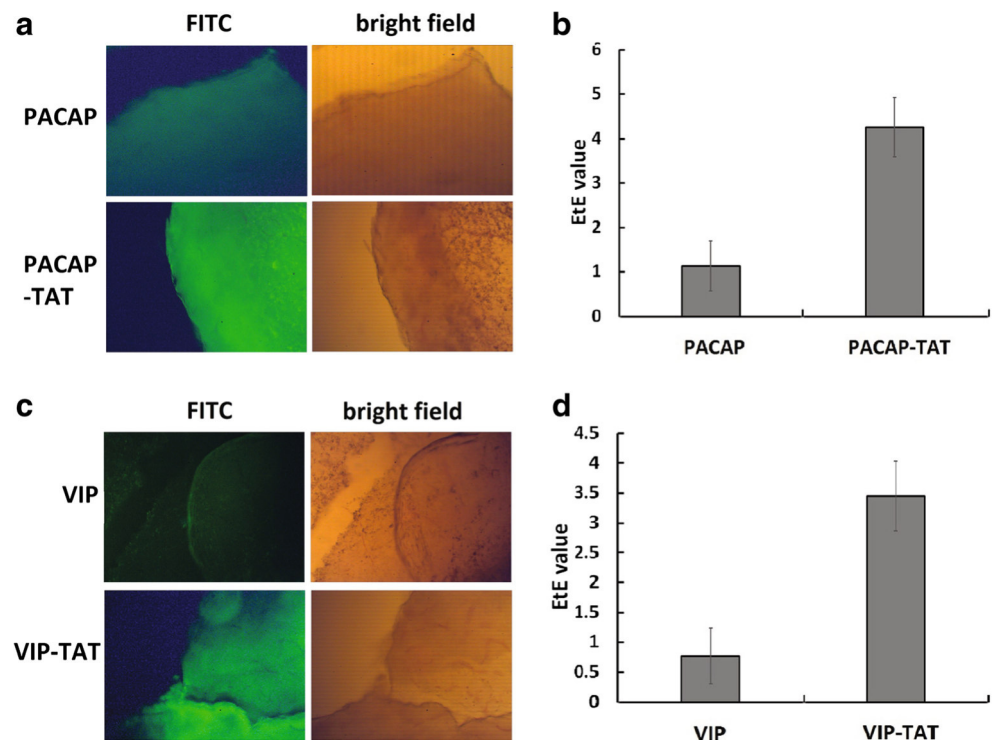 a
FITC
bright field
PACAP
PACAP
-TAT
b
6
5
4
3
2
1
0
EtE value
PACAP
PACAP-TAT
c
FITC
bright field
VIP
VIP-TAT
d
4.5
4
3.5
3
2.5
2
1.5
1
0.5
0
EtE value
VIP
VIP-TAT